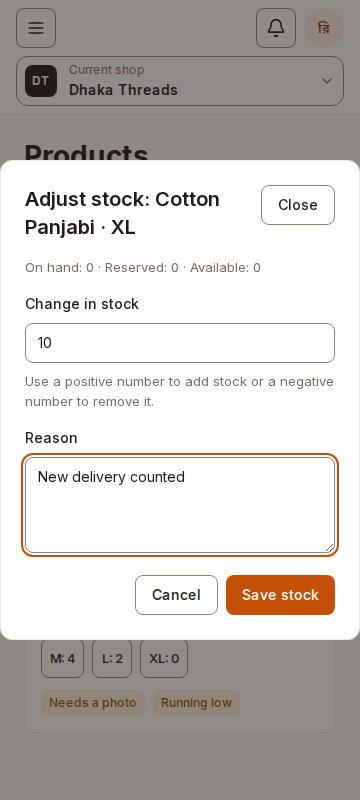 রি
DT
Current shop
Dhaka Threads
Products
Adjust stock: Cotton
Panjabi · XL
Close
On hand: 0 · Reserved: 0 · Available: 0
Change in stock
10
Use a positive number to add stock or a negative
number to remove it.
Reason
New delivery counted
Cancel
Save stock
M: 4
L: 2
XL: 0
Needs a photo
Running low